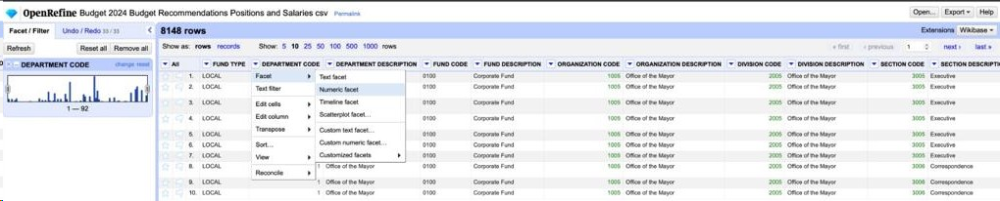 OpenRefine Budget 2024 Budget Recommendations Positions and Salaries csv Permalink Open... Export Help
Facet / Filter Undo / Redo 33 / 33 8148 rows Extensions Wikibase
Refresh Reset all Remove all Show as: rows records Show: 5 10 25 50 100 500 1000 rows « first ‹ previous 1 next › last »
DEPARTMENT CODE change reset
1 — 92
All FUND TYPE DEPARTMENT CODE DEPARTMENT DESCRIPTION FUND CODE FUND DESCRIPTION ORGANIZATION CODE ORGANIZATION DESCRIPTION DIVISION CODE DIVISION DESCRIPTION SECTION CODE SECTION DESCRIPT
1. LOCAL 0100 Corporate Fund 1005 Office of the Mayor 2005 Office of the Mayor 3005 Executive
2. LOCAL 0100 Corporate Fund 1005 Office of the Mayor 2005 Office of the Mayor 3005 Executive
3. LOCAL 0100 Corporate Fund 1005 Office of the Mayor 2005 Office of the Mayor 3005 Executive
4. LOCAL 0100 Corporate Fund 1005 Office of the Mayor 2005 Office of the Mayor 3005 Executive
5. LOCAL 0100 Corporate Fund 1005 Office of the Mayor 2005 Office of the Mayor 3005 Executive
6. LOCAL 0100 Corporate Fund 1005 Office of the Mayor 2005 Office of the Mayor 3005 Executive
7. LOCAL 0100 Corporate Fund 1005 Office of the Mayor 2005 Office of the Mayor 3005 Executive
8. LOCAL 1 Office of the Mayor 0100 Corporate Fund 1005 Office of the Mayor 2005 Office of the Mayor 3006 Correspondence
9. LOCAL 1 Office of the Mayor 0100 Corporate Fund 1005 Office of the Mayor 2005 Office of the Mayor 3006 Correspondence
10. LOCAL 1 Office of the Mayor 0100 Corporate Fund 1005 Office of the Mayor 2005 Office of the Mayor 3006 Correspondence
Facet
Text filter
Edit cells
Edit column
Transpose
Sort...
View
Reconcile
Text facet
Numeric facet
Timeline facet
Scatterplot facet...
Custom text facet...
Custom numeric facet...
Customized facets